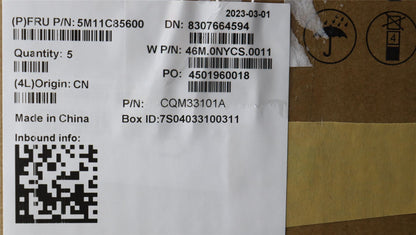 2023-03-01
(P)FRU P/N: 5M11C85600 DN: 8307664594
Quantity: 5 W P/N: 46M.0NYCS.0011
(4L)Origin: CN PO: 4501960018
P/N: CQM33101A
Made in China Box ID:7S04033100311
Inbound info:
4